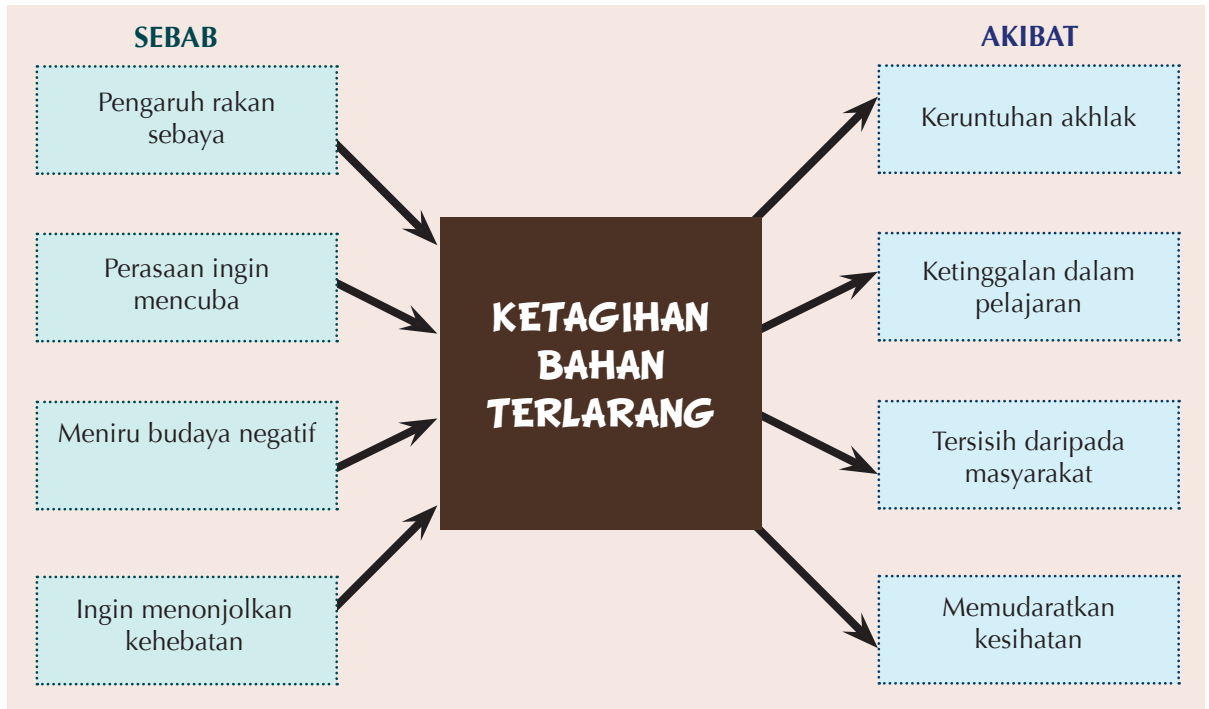 SEBAB
Pengaruh rakan
sebaya
Perasaan ingin
mencuba
Meniru budaya negatif
Ingin menonjolkan
kehebatan
KETAGIHAN
BAHAN
TERLARANG
AKIBAT
Keruntuhan akhlak
Ketinggalan dalam
pelajaran
Tersisih daripada
masyarakat
Memudaratkan
kesihatan